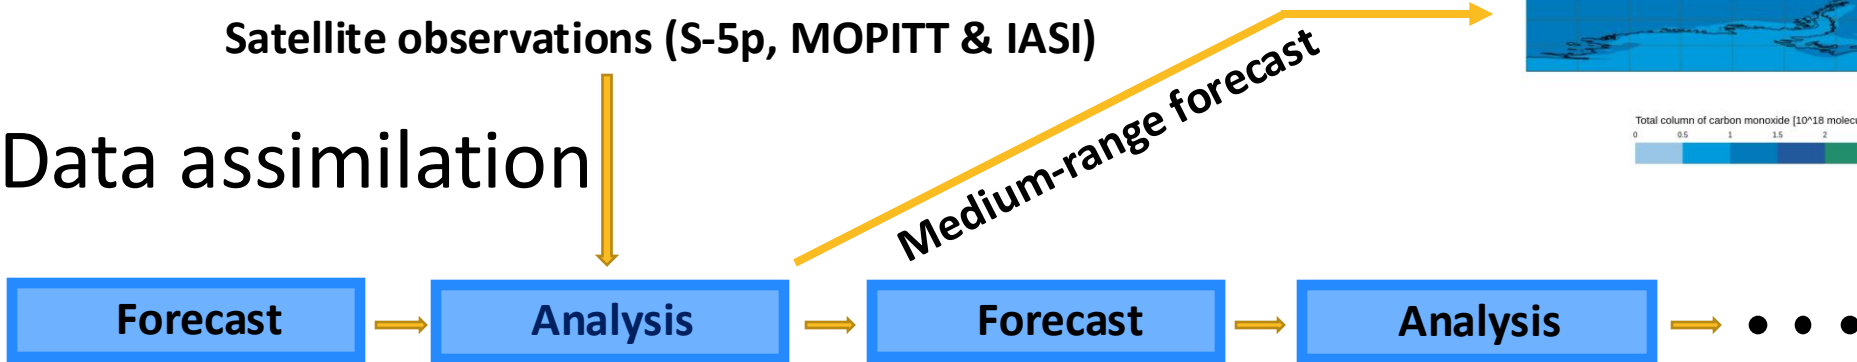 Satellite observations (S-5p, MOPITT & IASI)
Medium-range forecast
Total column of carbon monoxide [10^18
0 0.5 1 1.5 2
Data assimilation
Forecast
Analysis
Forecast
Analysis
• • •